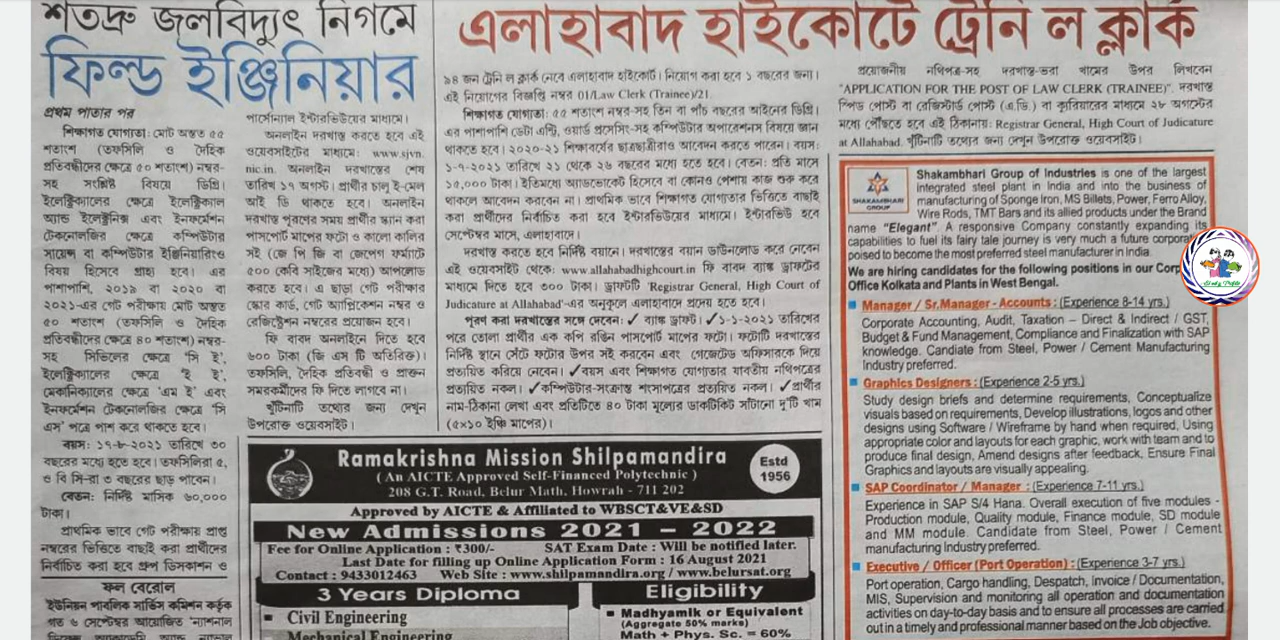 শতদ্রু জলবিদ্যুৎ নিগমে
ফিল্ড ইঞ্জিনিয়ার
প্রথম পাতার পর
শিক্ষাগত যোগ্যতা: মোট অন্তত ৫৫
শতাংশ (তফসিলি ও দৈহিক
প্রতিবন্ধীদের ক্ষেত্রে ৫০ শতাংশ) নম্বর-
সহ সংশ্লিষ্ট বিষয়ে ডিগ্রি।
ইলেক্ট্রিক্যালের ক্ষেত্রে ইলেক্ট্রিক্যাল
অ্যান্ড ইলেক্ট্রনিক্স এবং ইনফর্মেশন
টেকনোলজির ক্ষেত্রে কম্পিউটার
সায়েন্স বা কম্পিউটার ইঞ্জিনিয়ারিংও
বিষয় হিসেবে গ্রাহ্য হবে। এর
পাশাপাশি, ২০১৯ বা ২০২০ বা
২০২১-এর গেট পরীক্ষায় মোট অন্তত
৫০ শতাংশ (তফসিলি ও দৈহিক
প্রতিবন্ধীদের ক্ষেত্রে ৪০ শতাংশ) নম্বর-
সহ সিভিলের ক্ষেত্রে 'সি ই',
ইলেক্ট্রিক্যালের ক্ষেত্রে 'ই ই',
মেকানিক্যালের ক্ষেত্রে 'এম ই' এবং
ইনফর্মেশন টেকনোলজির ক্ষেত্রে 'সি
এস' পত্রে পাশ করে থাকতে হবে।
বয়স: ১৭-৮-২০২১ তারিখে ৩০
বছরের মধ্যে হতে হবে। তফসিলিরা ৫,
ও বি সি-রা ৩ বছরের ছাড় পাবেন।
বেতন: নির্দিষ্ট মাসিক ৬০,০০০
টাকা।
প্রাথমিক ভাবে গেট পরীক্ষায় প্রাপ্ত
নম্বরের ভিত্তিতে বাছাই করা প্রার্থীদের
নির্বাচিত করা হবে গ্রুপ ডিসকাশন ও
ফল বেরোল
ইউনিয়ন পাবলিক সার্ভিস কমিশন কর্তৃক
গত ৬ সেপ্টেম্বর আয়োজিত 'ন্যাশনাল
পার্সোন্যাল ইন্টারভিউয়ের মাধ্যমে।
অনলাইন দরখাস্ত করতে হবে এই
ওয়েবসাইটের মাধ্যমে: www.sjvn.
nic.in. অনলাইন দরখাস্তের শেষ
তারিখ ১৭ অগস্ট। প্রার্থীর চালু ই-মেল
আই ডি থাকতে হবে। অনলাইন
দরখাস্ত পূরণের সময় প্রার্থীর স্ক্যান করা
পাসপোর্ট মাপের ফটো ও কালো কালির
সই (জে পি জি বা জেপেগ ফর্ম্যাটে
৫০০ কেবি সাইজের মধ্যে) আপলোড
করতে হবে। এ ছাড়া গেট পরীক্ষার
স্কোর কার্ড, গেট অ্যাপ্লিকেশন নম্বর ও
রেজিস্ট্রেশন নম্বরের প্রয়োজন হবে।
ফি বাবদ অনলাইনে দিতে হবে
৬০০ টাকা (জি এস টি অতিরিক্ত)।
তফসিলি, দৈহিক প্রতিবন্ধী ও প্রাক্তন
সমরকর্মীদের ফি দিতে লাগবে না।
খুঁটিনাটি তথ্যের জন্য দেখুন
উপরোক্ত ওয়েবসাইট।
এলাহাবাদ হাইকোর্টে ট্রেনি ল ক্লার্ক
৯৪ জন ট্রেনি ল ক্লার্ক নেবে এলাহাবাদ হাইকোর্ট। নিয়োগ করা হবে ১ বছরের জন্য।
এই নিয়োগের বিজ্ঞপ্তি নম্বর 01/Law Clerk (Trainee)/21.
শিক্ষাগত যোগ্যতা: ৫৫ শতাংশ নম্বর-সহ তিন বা পাঁচ বছরের আইনের ডিগ্রি।
এর পাশাপাশি ডেটা এন্ট্রি, ওয়ার্ড প্রসেসিং-সহ কম্পিউটার অপারেশনস বিষয়ে জ্ঞান
থাকতে হবে। ২০২০-২১ শিক্ষাবর্ষের ছাত্রছাত্রীরাও আবেদন করতে পারেন। বয়স:
১-৭-২০২১ তারিখে ২১ থেকে ২৬ বছরের মধ্যে হতে হবে। বেতন: প্রতি মাসে
১৫,০০০ টাকা। ইতিমধ্যে অ্যাডভোকেট হিসেবে বা কোনও পেশায় কাজ শুরু করে
থাকলে আবেদন করবেন না। প্রাথমিক ভাবে শিক্ষাগত যোগ্যতার ভিত্তিতে বাছাই
করা প্রার্থীদের নির্বাচিত করা হবে ইন্টারভিউয়ের মাধ্যমে। ইন্টারভিউ হবে
সেপ্টেম্বর মাসে, এলাহাবাদে।
দরখাস্ত করতে হবে নির্দিষ্ট বয়ানে। দরখাস্তের বয়ান ডাউনলোড করে নেবেন
এই ওয়েবসাইট থেকে: www.allahabadhighcourt.in ফি বাবদ ব্যাঙ্ক ড্রাফটের
মাধ্যমে দিতে হবে ৩০০ টাকা। ড্রাফটটি 'Registrar General, High Court of
Judicature at Allahabad'-এর অনুকূলে এলাহাবাদে প্রদেয় হতে হবে।
পূরণ করা দরখাস্তের সঙ্গে দেবেন: ✓ ব্যাঙ্ক ড্রাফট। ✓১-১-২০২১ তারিখের
পরে তোলা প্রার্থীর এক কপি রঙিন পাসপোর্ট মাপের ফটো। ফটোটি দরখাস্তের
নির্দিষ্ট স্থানে সেঁটে ফটোর উপর সই করবেন এবং গেজেটেড অফিসারকে দিয়ে
প্রত্যয়িত করিয়ে নেবেন। ✓বয়স এবং শিক্ষাগত যোগ্যতার যাবতীয় নথিপত্রের
প্রত্যয়িত নকল। ✓কম্পিউটার-সংক্রান্ত শংসাপত্রের প্রত্যয়িত নকল। ✓প্রার্থীর
নাম-ঠিকানা লেখা এবং প্রতিটিতে ৪০ টাকা মূল্যের ডাকটিকিট সাঁটানো দু'টি খাম
(৫×১০ ইঞ্চি মাপের)।
প্রয়োজনীয় নথিপত্র-সহ দরখাস্ত-ভরা খামের উপর লিখবেন
"APPLICATION FOR THE POST OF LAW CLERK (TRAINEE)". দরখাস্ত
স্পিড পোস্ট বা রেজিস্টার্ড পোস্ট (এ.ডি.) বা ক্যুরিয়ারের মাধ্যমে ২৮ অগস্টের
মধ্যে পৌঁছতে হবে এই ঠিকানায়: Registrar General, High Court of Judicature
at Allahabad. খুঁটিনাটি তথ্যের জন্য দেখুন উপরোক্ত ওয়েবসাইট।
SHAKAMBHARI
GROUP
Shakambhari Group of Industries is one of the largest
integrated steel plant in India and into the business of
manufacturing of Sponge Iron, MS Billets, Power, Ferro Alloy,
Wire Rods, TMT Bars and its allied products under the Brand
name "Elegant". A responsive Company constantly expanding its
capabilities to fuel its fairy tale journey is very much a future
poised to become the most preferred steel manufacturer in India.
We are hiring candidates for the following positions in our
Office Kolkata and Plants in West Bengal.
Manager / Sr.Manager - Accounts : (Experience 8-14 yrs.)
Corporate Accounting, Audit, Taxation – Direct & Indirect / GST,
Budget & Fund Management, Compliance and Finalization with SAP
knowledge. Candiate from Steel, Power / Cement Manufacturing
Industry preferred.
Graphics Designers : (Experience 2-5 yrs.)
Study design briefs and determine requirements, Conceptualize
visuals based on requirements, Develop illustrations, logos and other
designs using Software / Wireframe by hand when required, Using
appropriate color and layouts for each graphic, work with team and to
produce final design, Amend designs after feedback, Ensure Final
Graphics and layouts are visually appealing.
SAP Coordinator / Manager : (Experience 7-11 yrs.)
Experience in SAP S/4 Hana. Overall execution of five modules -
Production module, Quality module, Finance module, SD module
and MM module. Candidate from Steel, Power / Cement
manufacturing Industry preferred.
Executive / Officer (Port Operation) : (Experience 3-7 yrs.)
Port operation, Cargo handling, Despatch, Invoice / Documentation,
MIS, Supervision and monitoring all operation and documentation
activities on day-to-day basis and to ensure all processes are carried
out in a timely and professional manner based on the Job objective.
Ramakrishna Mission Shilpamandira
(An AICTE Approved Self-Financed Polytechnic)
208 G.T. Road, Belur Math, Howrah - 711 202
Estd
1956
Approved by AICTE & Affiliated to WBSCT&VE&SD
New Admissions 2021 – 2022
Fee for Online Application : ₹300/- SAT Exam Date : Will be notified later.
Last Date for filling up Online Application Form : 16 August 2021
Contact : 9433012463 Web Site : www.shilpamandira.org / www.belursat.org
3 Years Diploma
Civil Engineering
Mechanical Engineering
Eligibility
Madhyamik or Equivalent
(Aggregate 50% marks)
Math + Phys. Sc. = 60%